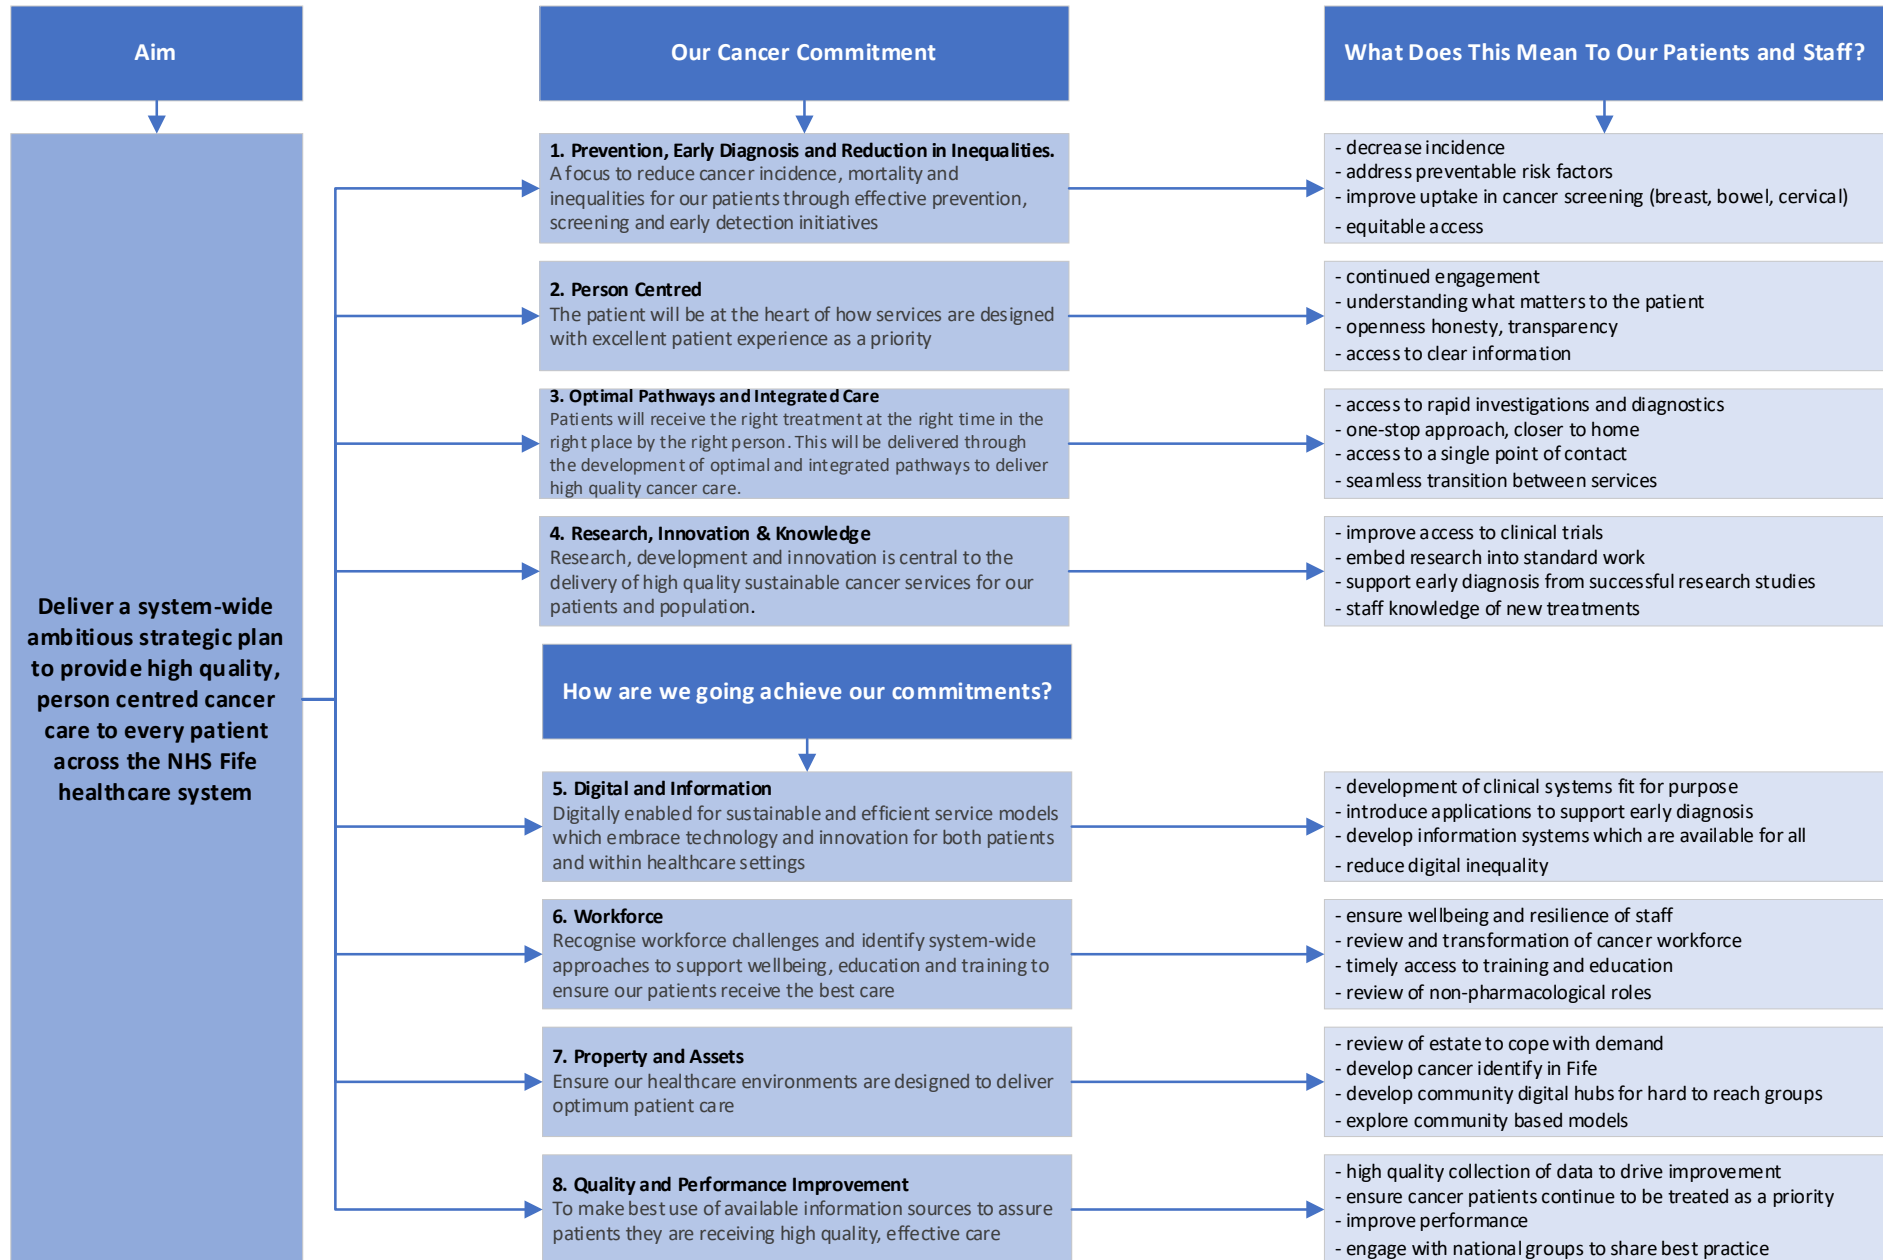 Aim
Our Cancer Commitment
What Does This Mean To Our Patients and Staff?
Deliver a system-wide
ambitious strategic plan
to provide high quality,
person centred cancer
care to every patient
across the NHS Fife
healthcare system
1. Prevention, Early Diagnosis and Reduction in Inequalities.
A focus to reduce cancer incidence, mortality and
inequalities for our patients through effective prevention,
screening and early detection initiatives
- decrease incidence
- address preventable risk factors
- improve uptake in cancer screening (breast, bowel, cervical)
- equitable access
2. Person Centred
The patient will be at the heart of how services are designed
with excellent patient experience as a priority
- continued engagement
- understanding what matters to the patient
- openness honesty, transparency
- access to clear information
3. Optimal Pathways and Integrated Care
Patients will receive the right treatment at the right time in the
right place by the right person. This will be delivered through
the development of optimal and integrated pathways to deliver
high quality cancer care.
- access to rapid investigations and diagnostics
- one-stop approach, closer to home
- access to a single point of contact
- seamless transition between services
4. Research, Innovation & Knowledge
Research, development and innovation is central to the
delivery of high quality sustainable cancer services for our
patients and population.
- improve access to clinical trials
- embed research into standard work
- support early diagnosis from successful research studies
- staff knowledge of new treatments
How are we going achieve our commitments?
5. Digital and Information
Digitally enabled for sustainable and efficient service models
which embrace technology and innovation for both patients
and within healthcare settings
- development of clinical systems fit for purpose
- introduce applications to support early diagnosis
- develop information systems which are available for all
- reduce digital inequality
6. Workforce
Recognise workforce challenges and identify system-wide
approaches to support wellbeing, education and training to
ensure our patients receive the best care
- ensure wellbeing and resilience of staff
- review and transformation of cancer workforce
- timely access to training and education
- review of non-pharmacological roles
7. Property and Assets
Ensure our healthcare environments are designed to deliver
optimum patient care
- review of estate to cope with demand
- develop cancer identify in Fife
- develop community digital hubs for hard to reach groups
- explore community based models
8. Quality and Performance Improvement
To make best use of available information sources to assure
patients they are receiving high quality, effective care
- high quality collection of data to drive improvement
- ensure cancer patients continue to be treated as a priority
- improve performance
- engage with national groups to share best practice